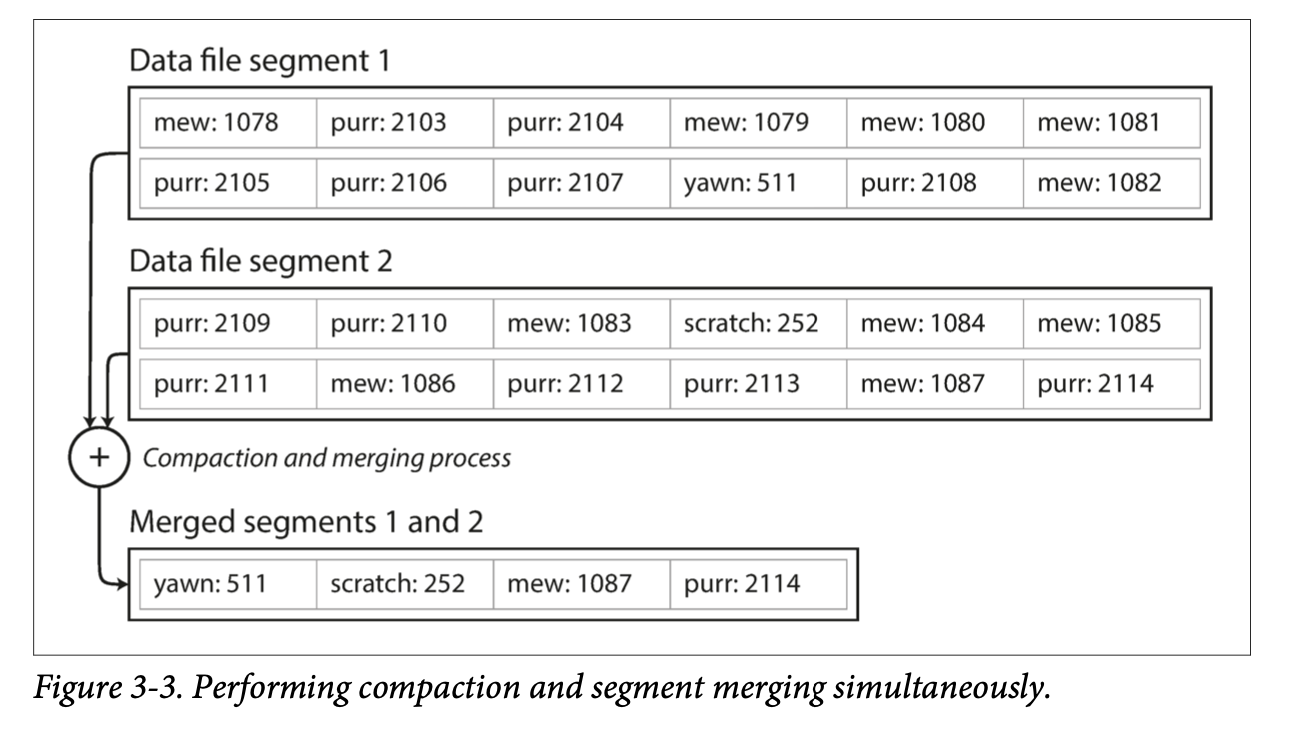 Data file segment 1
mew: 1078 purr: 2103 purr: 2104 mew: 1079 mew: 1080 mew: 1081
purr: 2105 purr: 2106 purr: 2107 yawn: 511 purr: 2108 mew: 1082
Data file segment 2
purr: 2109 purr: 2110 mew: 1083 scratch: 252 mew: 1084 mew: 1085
purr: 2111 mew: 1086 purr: 2112 purr: 2113 mew: 1087 purr: 2114
+ Compaction and merging process
Merged segments 1 and 2
yawn: 511 scratch: 252 mew: 1087 purr: 2114
Figure 3-3. Performing compaction and segment merging simultaneously.